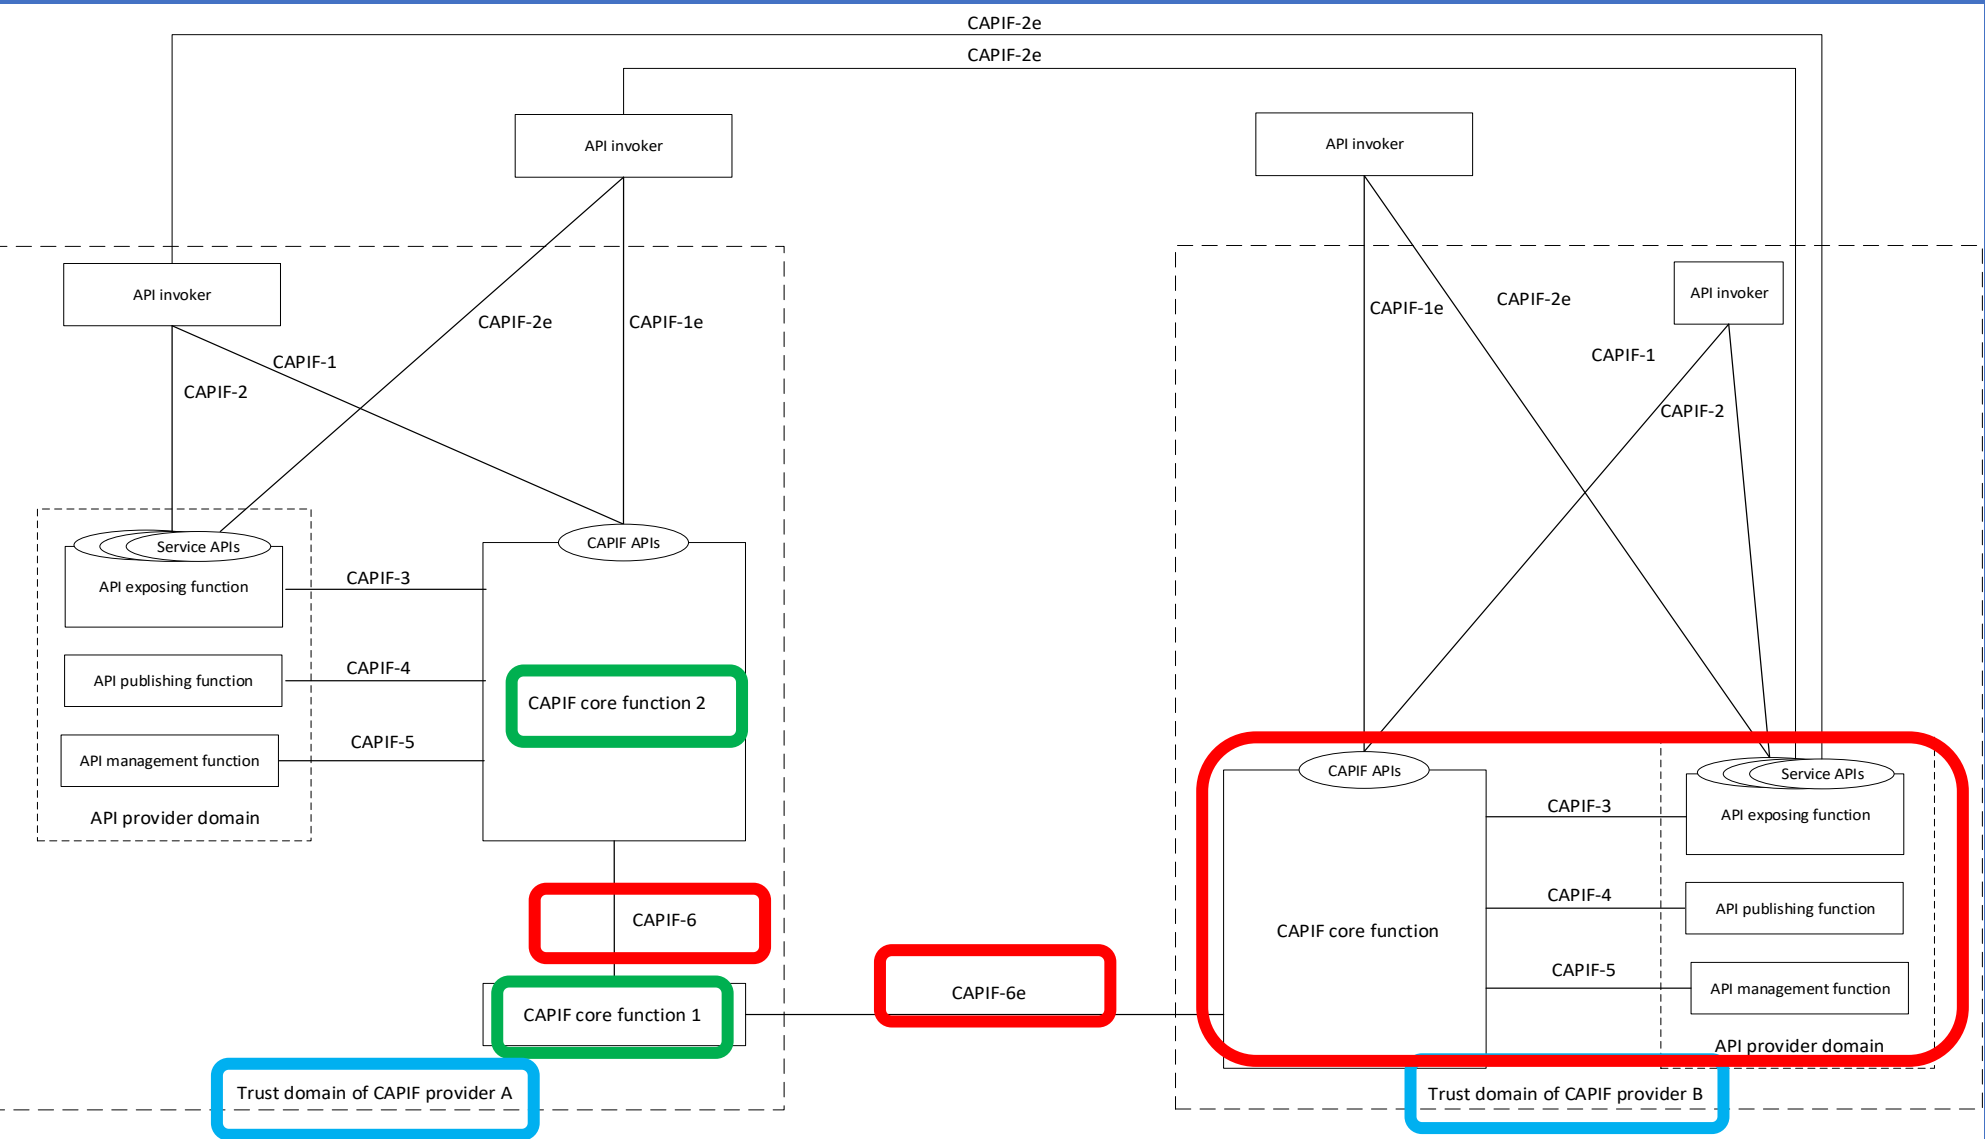 CAPIF-2e
CAPIF-2e
API invoker
API invoker
API invoker
API invoker
CAPIF-2e
CAPIF-1e
CAPIF-1e
CAPIF-2e
CAPIF-1
CAPIF-2
CAPIF-1
CAPIF-2
Service APIs
API exposing function
CAPIF APIs
CAPIF-3
API publishing function
CAPIF-4
CAPIF core function 2
API management function
CAPIF-5
API provider domain
CAPIF APIs
Service APIs
CAPIF-3
API exposing function
CAPIF-4
API publishing function
CAPIF core function
CAPIF-5
API management function
API provider domain
CAPIF-6
CAPIF-6e
CAPIF core function 1
Trust domain of CAPIF provider A
Trust domain of CAPIF provider B